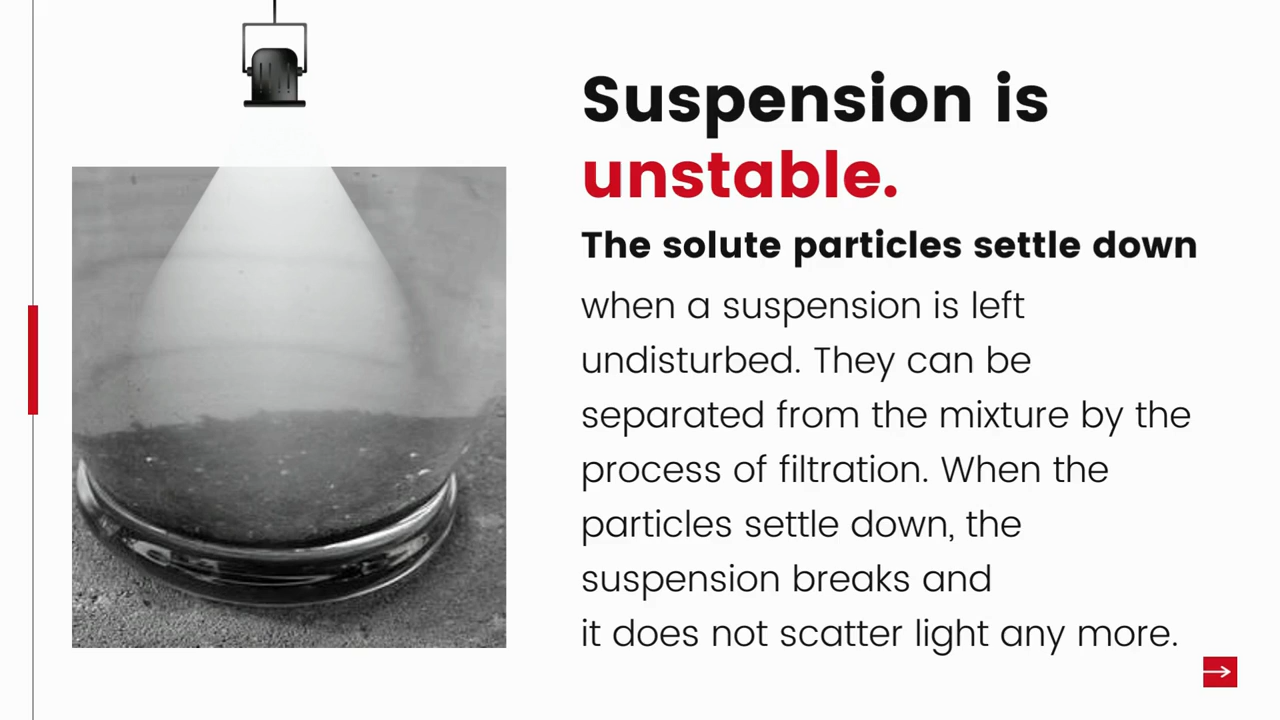 Suspension is
unstable.
The solute particles settle down
when a suspension is left
undisturbed. They can be
separated from the mixture by the
process of filtration. When the
particles settle down, the
suspension breaks and
it does not scatter light any more.